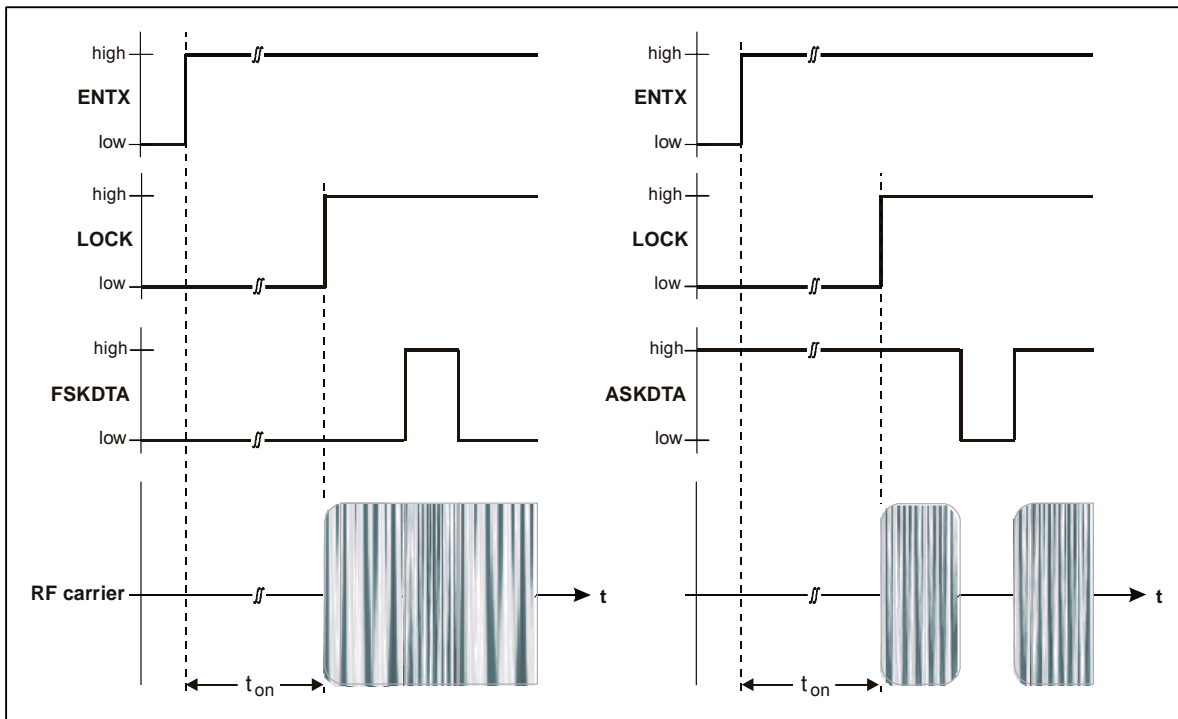 high
ENTX
low
high
LOCK
low
high
FSKDTA
low
RF carrier
t
t on
high
ENTX
low
high
LOCK
low
high
ASKDTA
low
t
t on